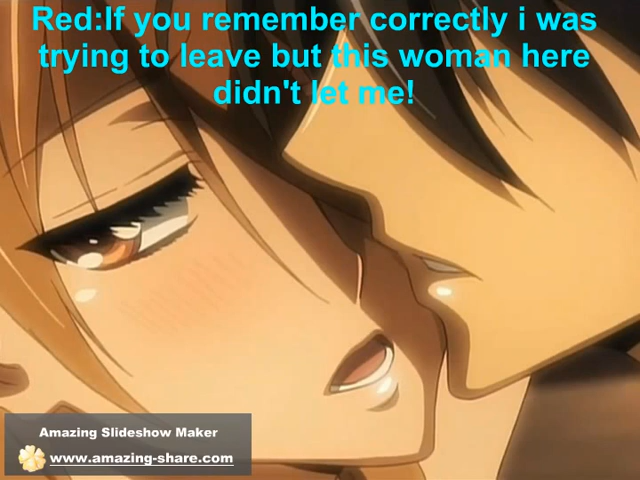 Red:If you remember correctly i was
trying to leave but this woman here
didn't let me!
Amazing Slideshow Maker
www.amazing-share.com